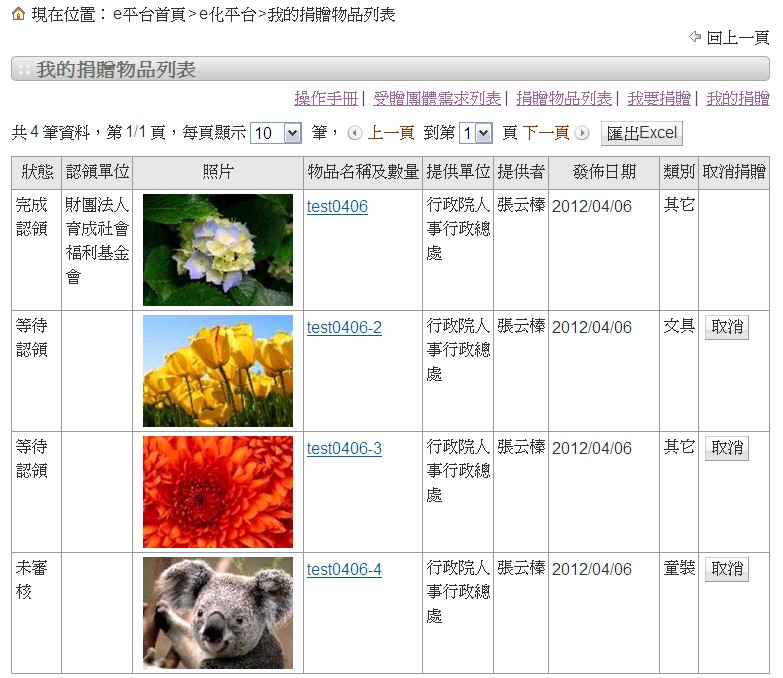 現在位置：e平台首頁>e化平台>我的捐贈物品列表
回上一頁
我的捐贈物品列表
操作手冊| 受贈團體需求列表| 捐贈物品列表| 我要捐贈| 我的捐贈
共 4 筆資料，第 1/1 頁，每頁顯示 10 筆， 上一頁 到第 1 頁 下一頁 匯出Excel
狀態 認領單位 照片 物品名稱及數量 提供單位 提供者 發佈日期 類別 取消捐贈
完成 財團法人 test0406 行政院人 張云榛 2012/04/06 其它
認領 育成社會 事行政總
福利基金 處
會
等待 test0406-2 行政院人 張云榛 2012/04/06 文具 取消
認領 事行政總
處
等待 test0406-3 行政院人 張云榛 2012/04/06 其它 取消
認領 事行政總
處
未審 test0406-4 行政院人 張云榛 2012/04/06 童裝 取消
核 事行政總
處